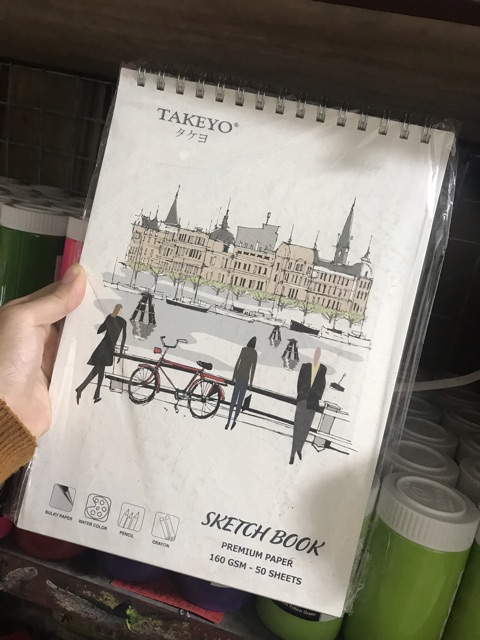 TAKEYO®
タケヨ
BULKY PAPER
WATER COLOR
PENCIL
CRAYON
SKETCH BOOK
PREMIUM PAPER
160 GSM - 50 SHEETS